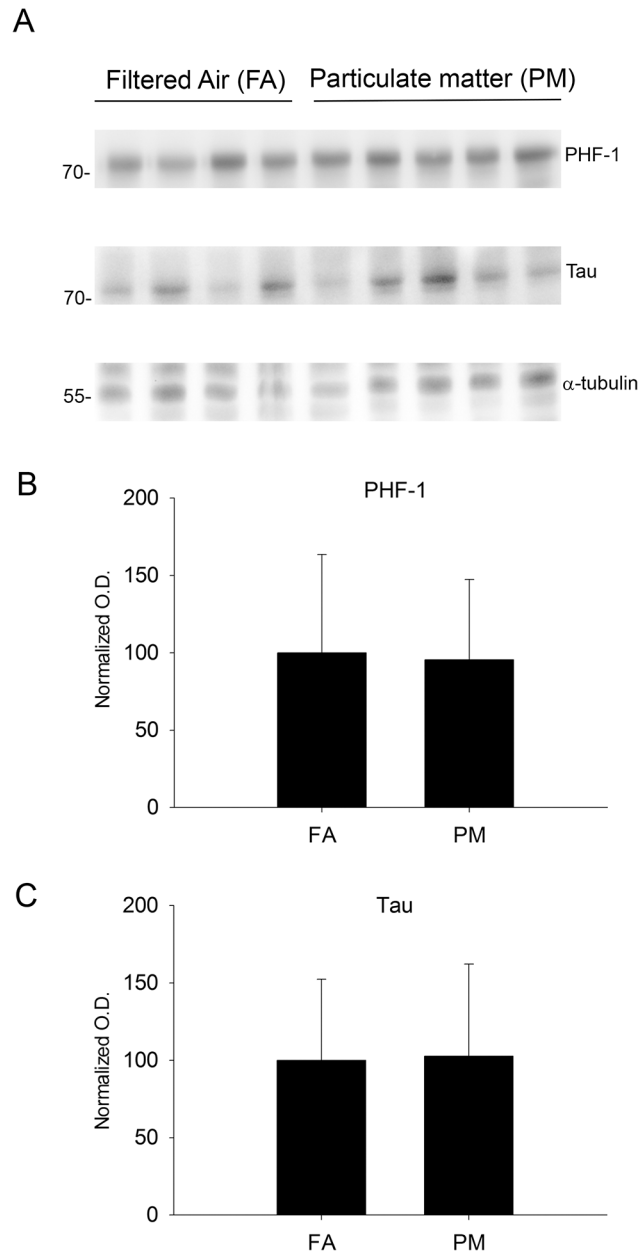 A
Filtered Air (FA) Particulate matter (PM)
70- PHF-1
70- Tau
55- α-tubulin
B
PHF-1
Normalized O.D.
200
150
100
50
0
FA PM
C
Tau
Normalized O.D.
200
150
100
50
0
FA PM